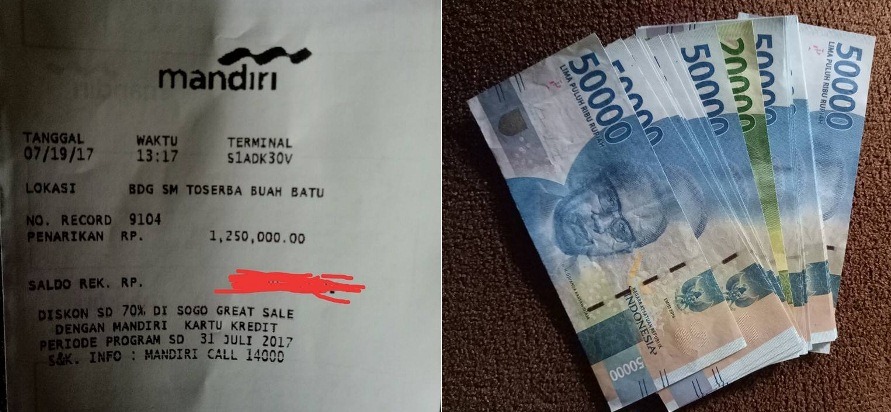 mandiri
TANGGAL WAKTU TERMINAL
07/19/17 13:17 S1ADK30V
LOKASI BDG SM TOSERBA BUAH BATU
NO. RECORD 9104
PENARIKAN RP. 1,250,000.00
SALDO REK. RP.
DISKON SD 70% DI SOGO GREAT SALE
DENGAN MANDIRI KARTU KREDIT
PERIODE PROGRAM SD 31 JULI 2017
S&K. INFO : MANDIRI CALL 14000
50000
LIMA PULUH RIBU RUPIAH
50000
50000
20000
50000
50000
LIMA PULUH RIBU
INDONESIA
50000